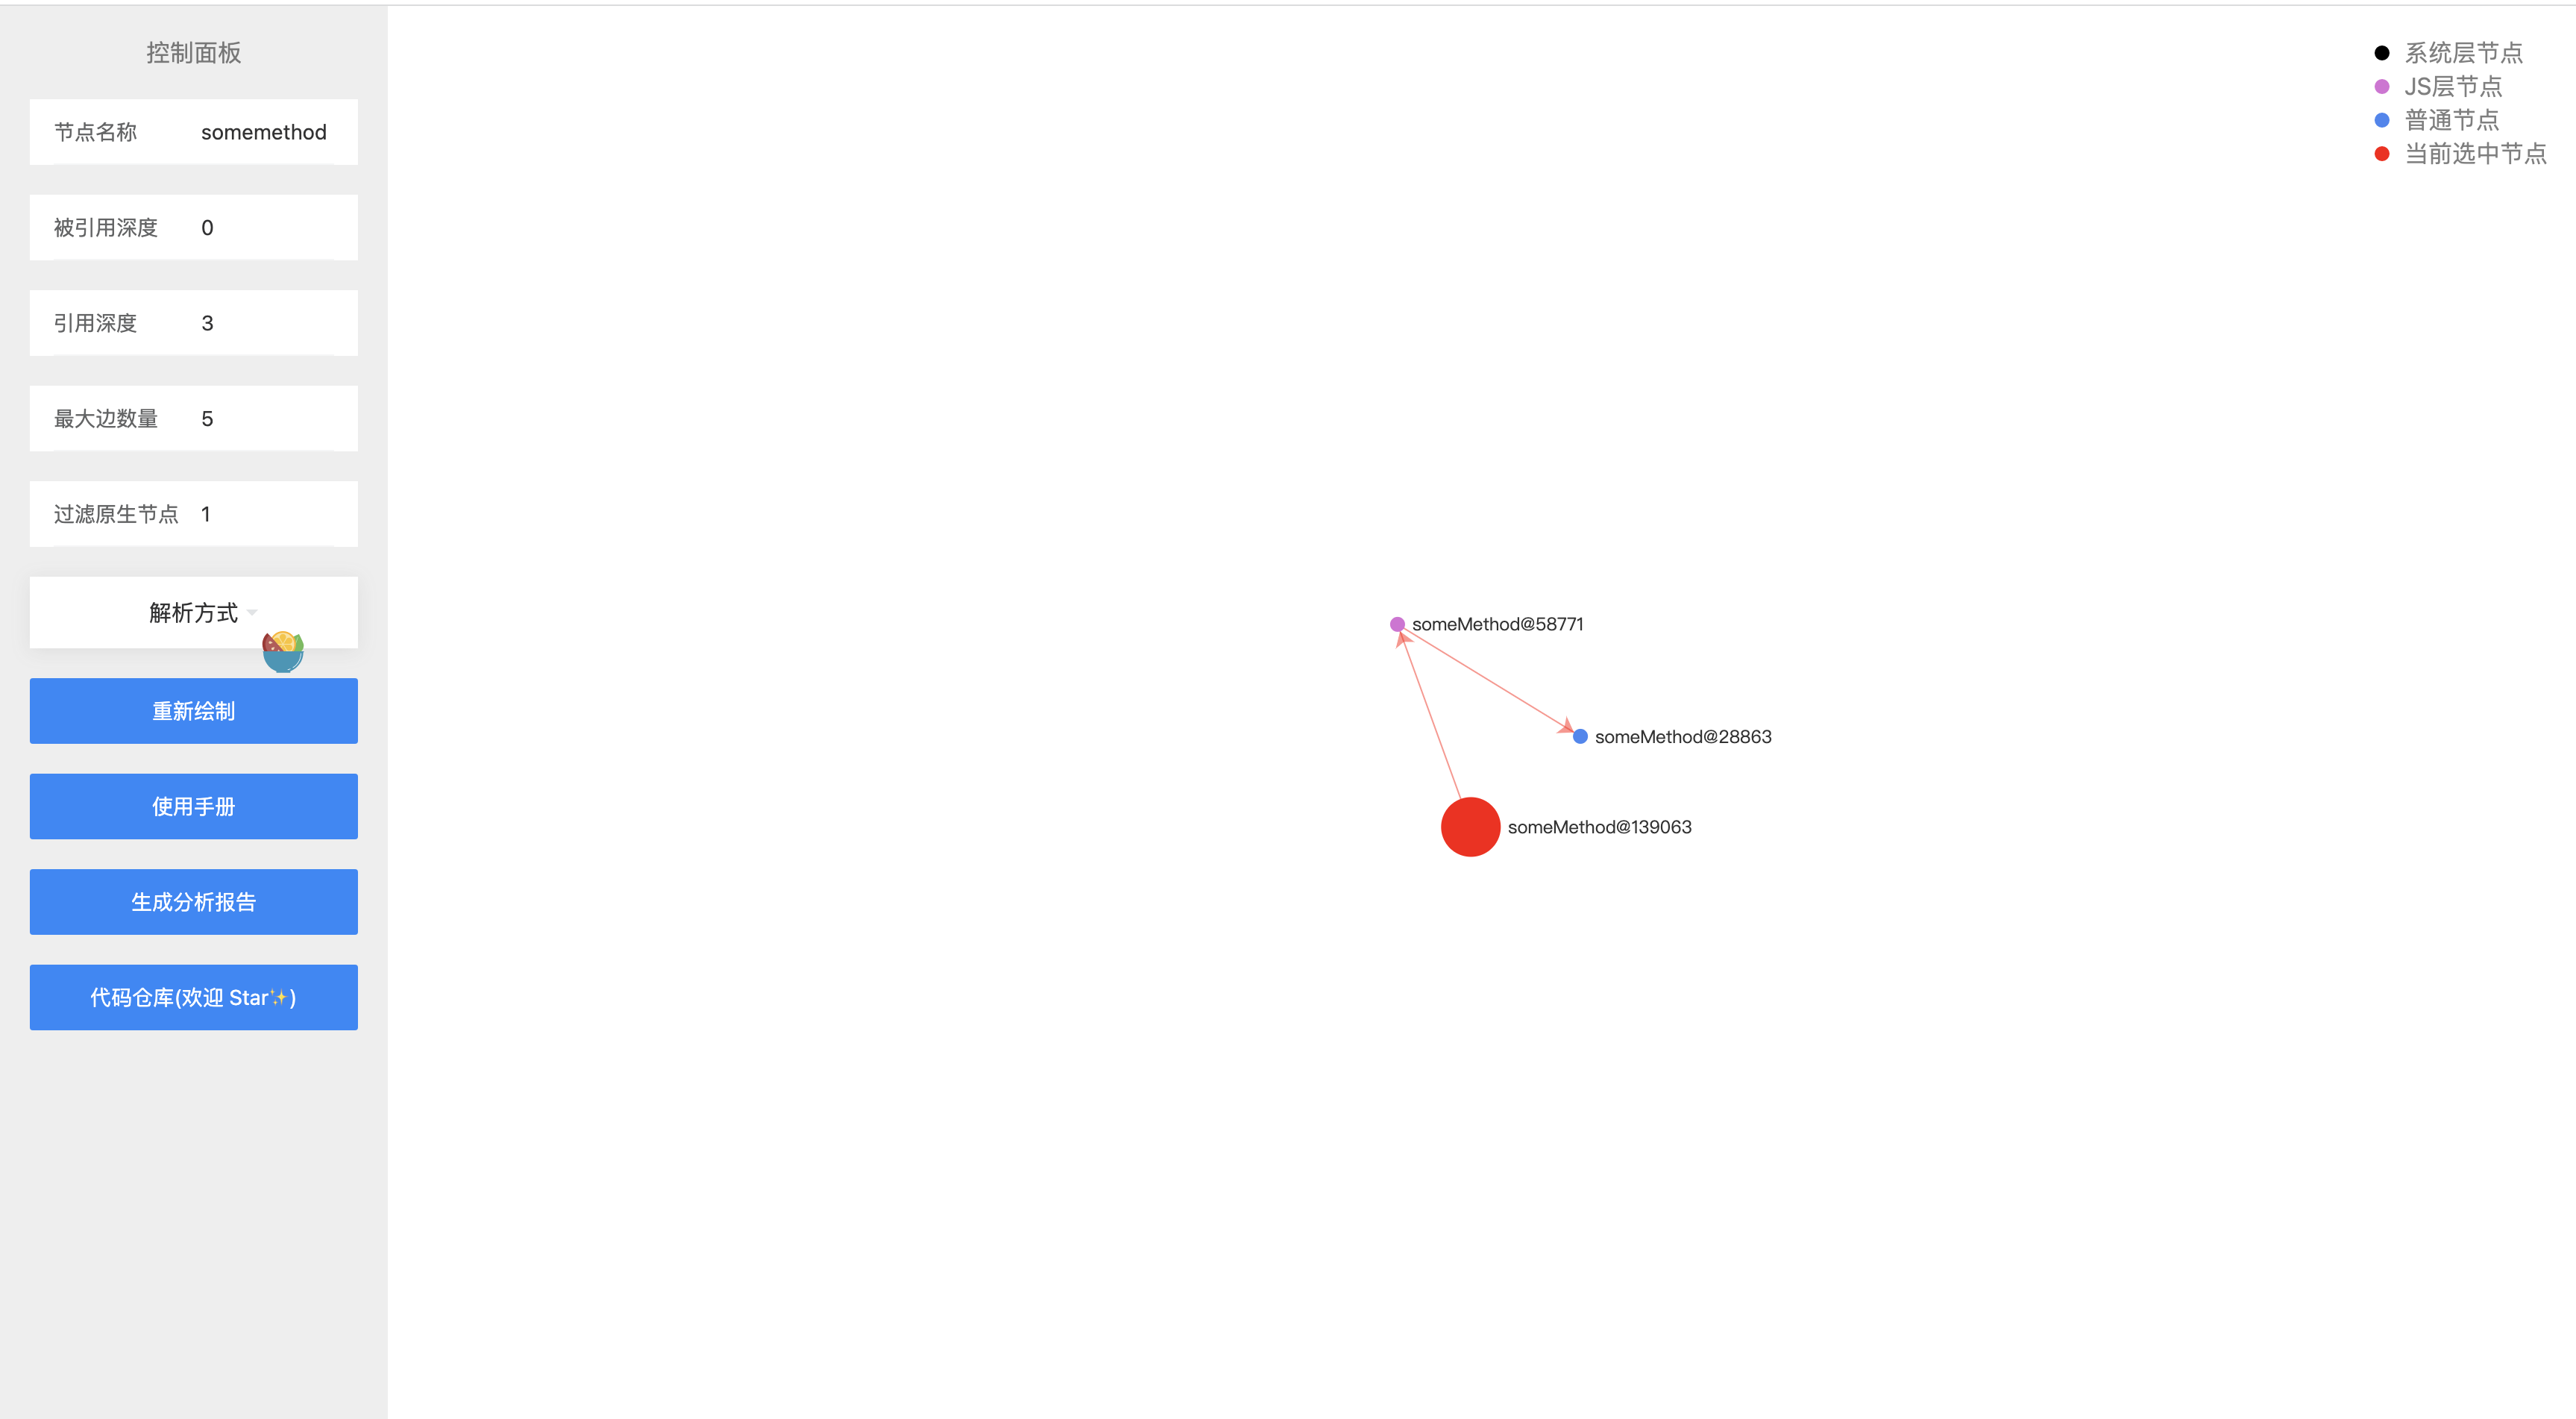 控制面板
节点名称 somemethod
被引用深度 0
引用深度 3
最大边数量 5
过滤原生节点 1
解析方式
重新绘制
使用手册
生成分析报告
代码仓库(欢迎 Star✨)
系统层节点
JS层节点
普通节点
当前选中节点
someMethod@58771
someMethod@28863
someMethod@139063